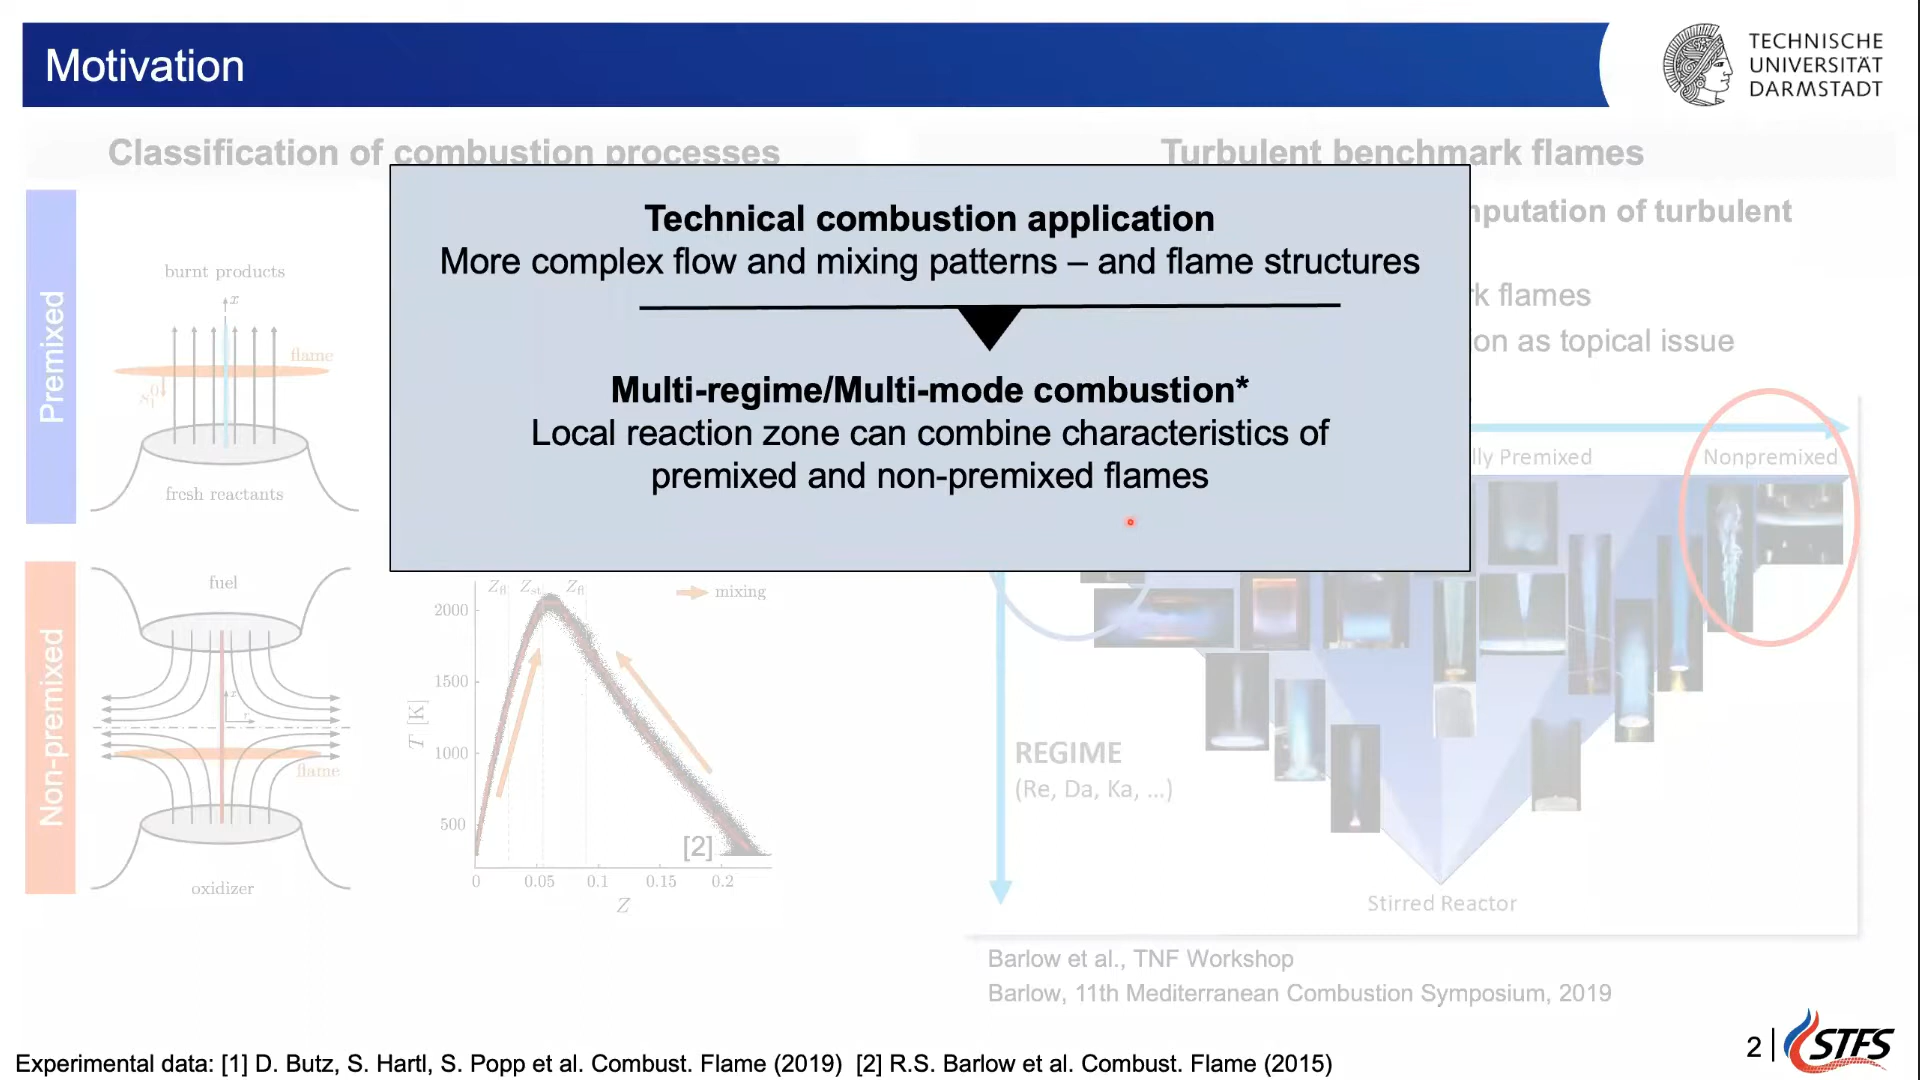 Motivation
TECHNISCHE
UNIVERSITÄT
DARMSTADT
Classification of combustion processes
Turbulent benchmark flames
Technical combustion application
More complex flow and mixing patterns – and flame structures
Multi-regime/Multi-mode combustion*
Local reaction zone can combine characteristics of
premixed and non-premixed flames
of turbulent
flames
as topical issue
Premixed
burnt products
x
flame
fresh reactants
Non-premixed
fuel
x
r
flame
oxidizer
Z_fl Z_st Z_fl
mixing
2000
1500
1000
500
T [K]
[2]
0 0.05 0.1 0.15 0.2
Z
Premixed
Nonpremixed
REGIME
(Re, Da, Ka, ...)
Stirred Reactor
Barlow et al., TNF Workshop
Barlow, 11th Mediterranean Combustion Symposium, 2019
Experimental data: [1] D. Butz, S. Hartl, S. Popp et al. Combust. Flame (2019) [2] R.S. Barlow et al. Combust. Flame (2015)
2 |
STFS